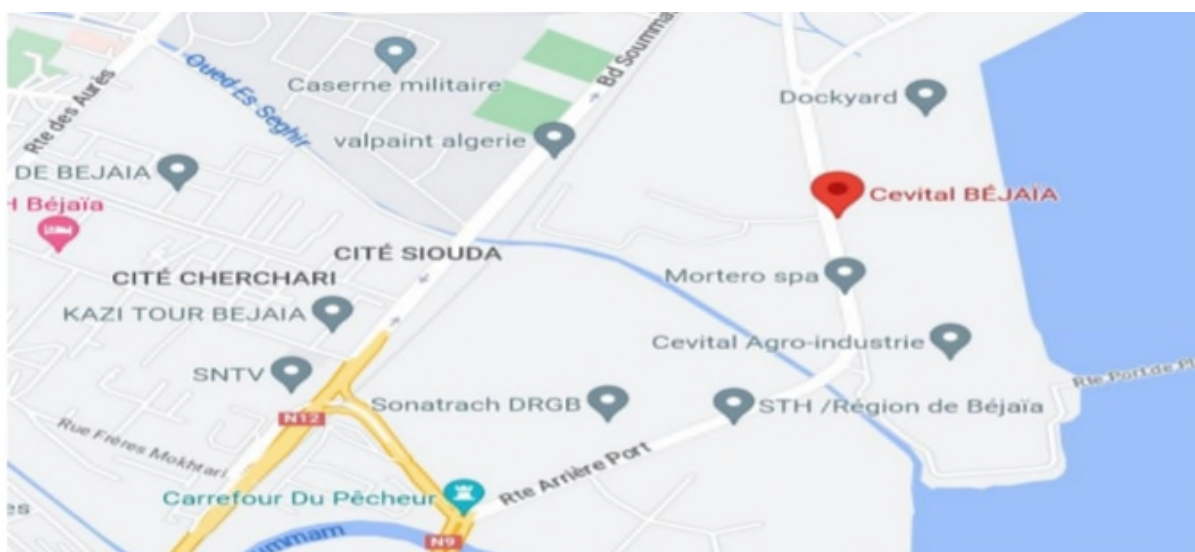 Caserne militaire
Bd Soummam
Dockyard
Oued Es Seghir
Rte des Aurès
valpaint algerie
DE BEJAIA
H Béjaïa
Cevital BÉJAÏA
CITÉ SIOUDA
CITÉ CHERCHARI
Mortero spa
KAZI TOUR BEJAIA
Cevital Agro-industrie
SNTV
Rte Port de
Sonatrach DRGB
STH /Région de Béjaïa
N12
Rue Frères Mokhtari
Rte Arrière Port
Carrefour Du Pêcheur
es
N9
ummam